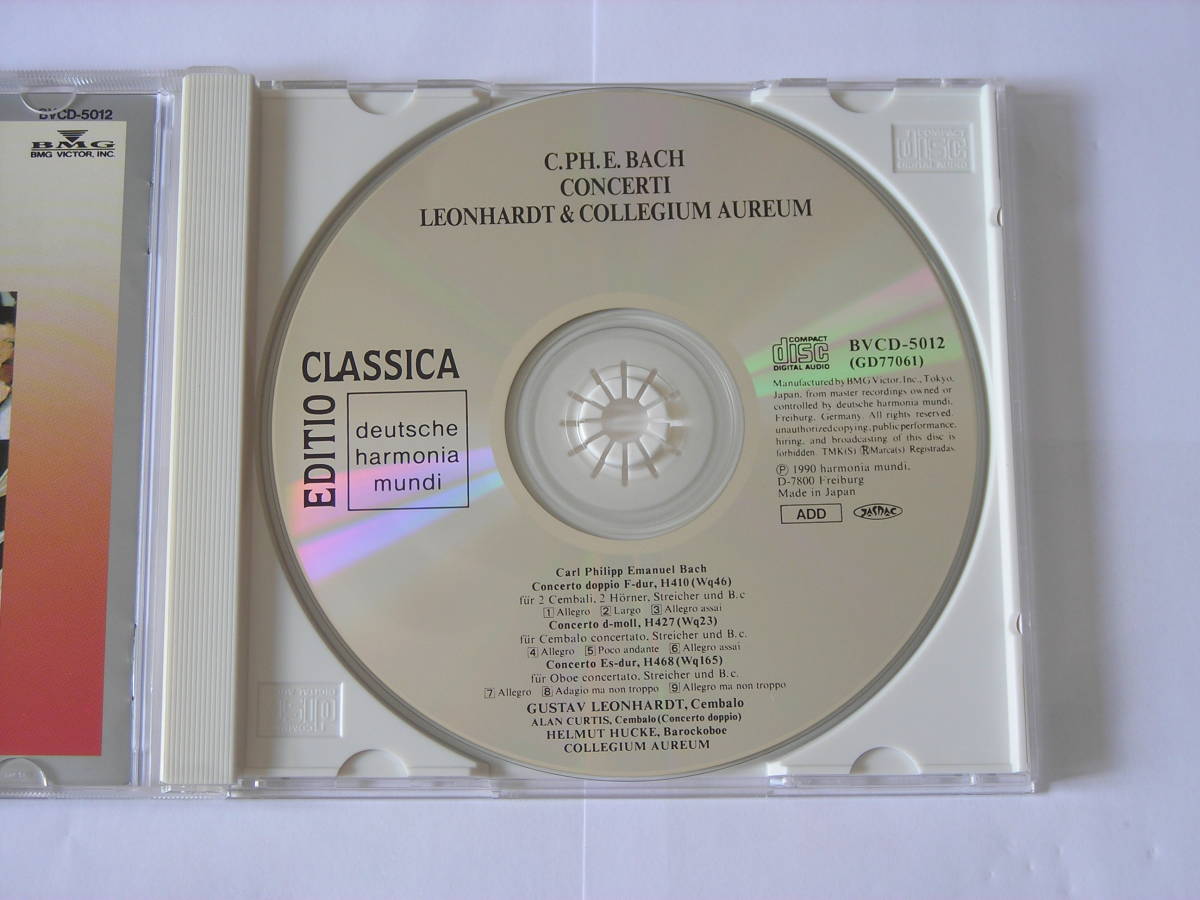 BVCD-5012
BMG
BMG VICTOR, INC.
COMPACT
disc
C.PH.E. BACH
CONCERTI
LEONHARDT & COLLEGIUM AUREUM
EDITIO CLASSICA
deutsche
harmonia
mundi
COMPACT
disc
DIGITAL AUDIO
BVCD-5012
(GD77061)
Manufactured by BMG Victor, Inc., Tokyo,
Japan, from master recordings owned or
controlled by deutsche harmonia mundi,
Freiburg, Germany. All rights reserved.
unauthorized copying, public performance,
hiring, and broadcasting of this disc is
forbidden. TMK(S) ® Marca(s) Registradas.
℗ 1990 harmonia mundi,
D-7800 Freiburg
Made in Japan
ADD
JASRAC
Carl Philipp Emanuel Bach
Concerto doppio F-dur, H410 (Wq46)
für 2 Cembali, 2 Hörner, Streicher und B.c
1 Allegro 2 Largo 3 Allegro assai
Concerto d-moll, H427 (Wq23)
für Cembalo concertato, Streicher und B.c.
4 Allegro 5 Poco andante 6 Allegro assai
Concerto Es-dur, H468 (Wq165)
für Oboe concertato, Streicher und B.c.
7 Allegro 8 Adagio ma non troppo 9 Allegro ma non troppo
GUSTAV LEONHARDT, Cembalo
ALAN CURTIS, Cembalo (Concerto doppio)
HELMUT HUCKE, Barockoboe
COLLEGIUM AUREUM